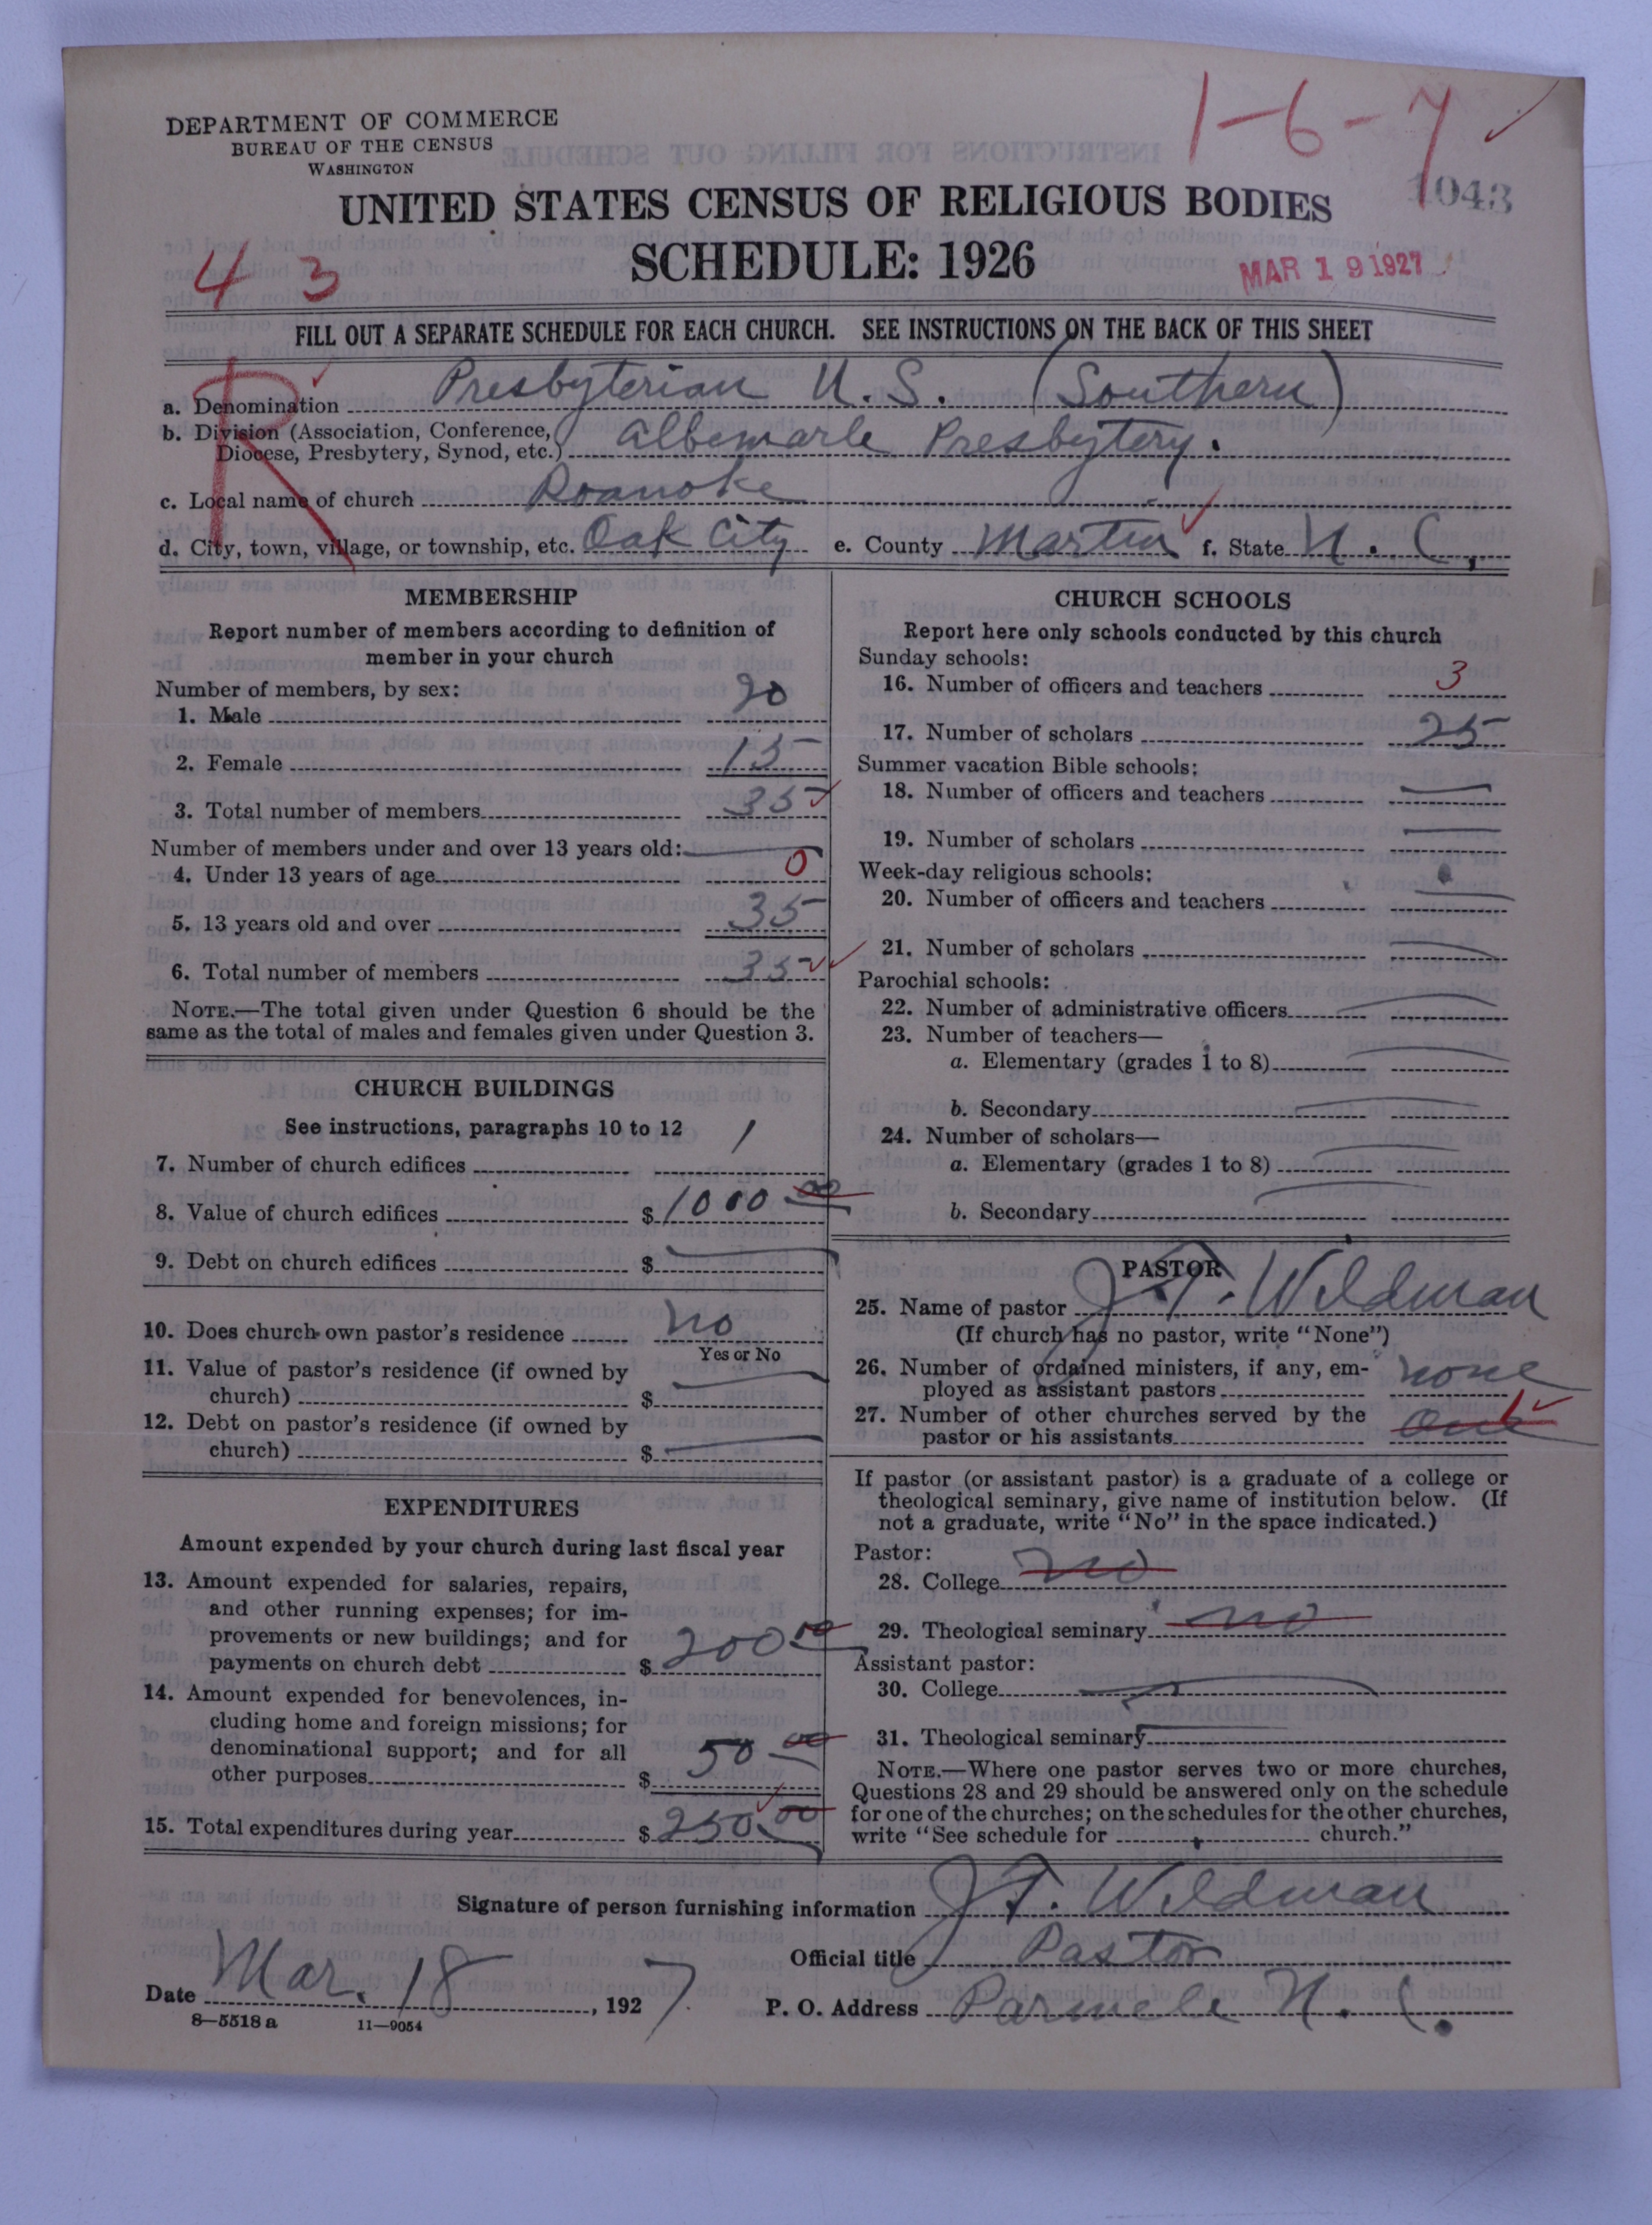 1-6-7
DEPARTMENT OF COMMERCE
BUREAU OF THE CENSUS
WASHINGTON
1043
UNITED STATES CENSUS OF RELIGIOUS BODIES
SCHEDULE: 1926
4 3
MAR 19 1927
FILL OUT A SEPARATE SCHEDULE FOR EACH CHURCH. SEE INSTRUCTIONS ON THE BACK OF THIS SHEET
R
a. Denomination Presbyterian U.S. (Southern)
b. Division (Association, Conference, Diocese, Presbytery, Synod, etc.) Albemarle Presbytery.
c. Local name of church Roanoke
d. City, town, village, or township, etc. Oak City e. County Martin f. State N. C.
MEMBERSHIP
Report number of members according to definition of
member in your church
Number of members, by sex:
1. Male 20
2. Female 15
3. Total number of members 35
Number of members under and over 13 years old:
4. Under 13 years of age 0
5. 13 years old and over 35
6. Total number of members 35
NOTE.—The total given under Question 6 should be the
same as the total of males and females given under Question 3.
CHURCH BUILDINGS
See instructions, paragraphs 10 to 12
7. Number of church edifices 1
8. Value of church edifices $ 1000 00
9. Debt on church edifices $
10. Does church own pastor's residence no
Yes or No
11. Value of pastor's residence (if owned by
church) $
12. Debt on pastor's residence (if owned by
church) $
EXPENDITURES
Amount expended by your church during last fiscal year
13. Amount expended for salaries, repairs,
and other running expenses; for im-
provements or new buildings; and for
payments on church debt $ 200 00
14. Amount expended for benevolences, in-
cluding home and foreign missions; for
denominational support; and for all
other purposes $ 50 00
15. Total expenditures during year $ 250.00
CHURCH SCHOOLS
Report here only schools conducted by this church
Sunday schools:
16. Number of officers and teachers 3
17. Number of scholars 25
Summer vacation Bible schools:
18. Number of officers and teachers
19. Number of scholars
Week-day religious schools:
20. Number of officers and teachers
21. Number of scholars
Parochial schools:
22. Number of administrative officers
23. Number of teachers—
a. Elementary (grades 1 to 8)
b. Secondary
24. Number of scholars—
a. Elementary (grades 1 to 8)
b. Secondary
PASTOR
25. Name of pastor J. T. Wildman
(If church has no pastor, write "None")
26. Number of ordained ministers, if any, em-
ployed as assistant pastors none
27. Number of other churches served by the
pastor or his assistants One 1
If pastor (or assistant pastor) is a graduate of a college or
theological seminary, give name of institution below. (If
not a graduate, write "No" in the space indicated.)
Pastor:
28. College no
29. Theological seminary no
Assistant pastor:
30. College
31. Theological seminary
NOTE.—Where one pastor serves two or more churches,
Questions 28 and 29 should be answered only on the schedule
for one of the churches; on the schedules for the other churches,
write "See schedule for church."
Signature of person furnishing information J. T. Wildman
Official title Pastor
Date Mar. 18, 1927 P. O. Address Parmele N. C.
8—5518 a 11—9054